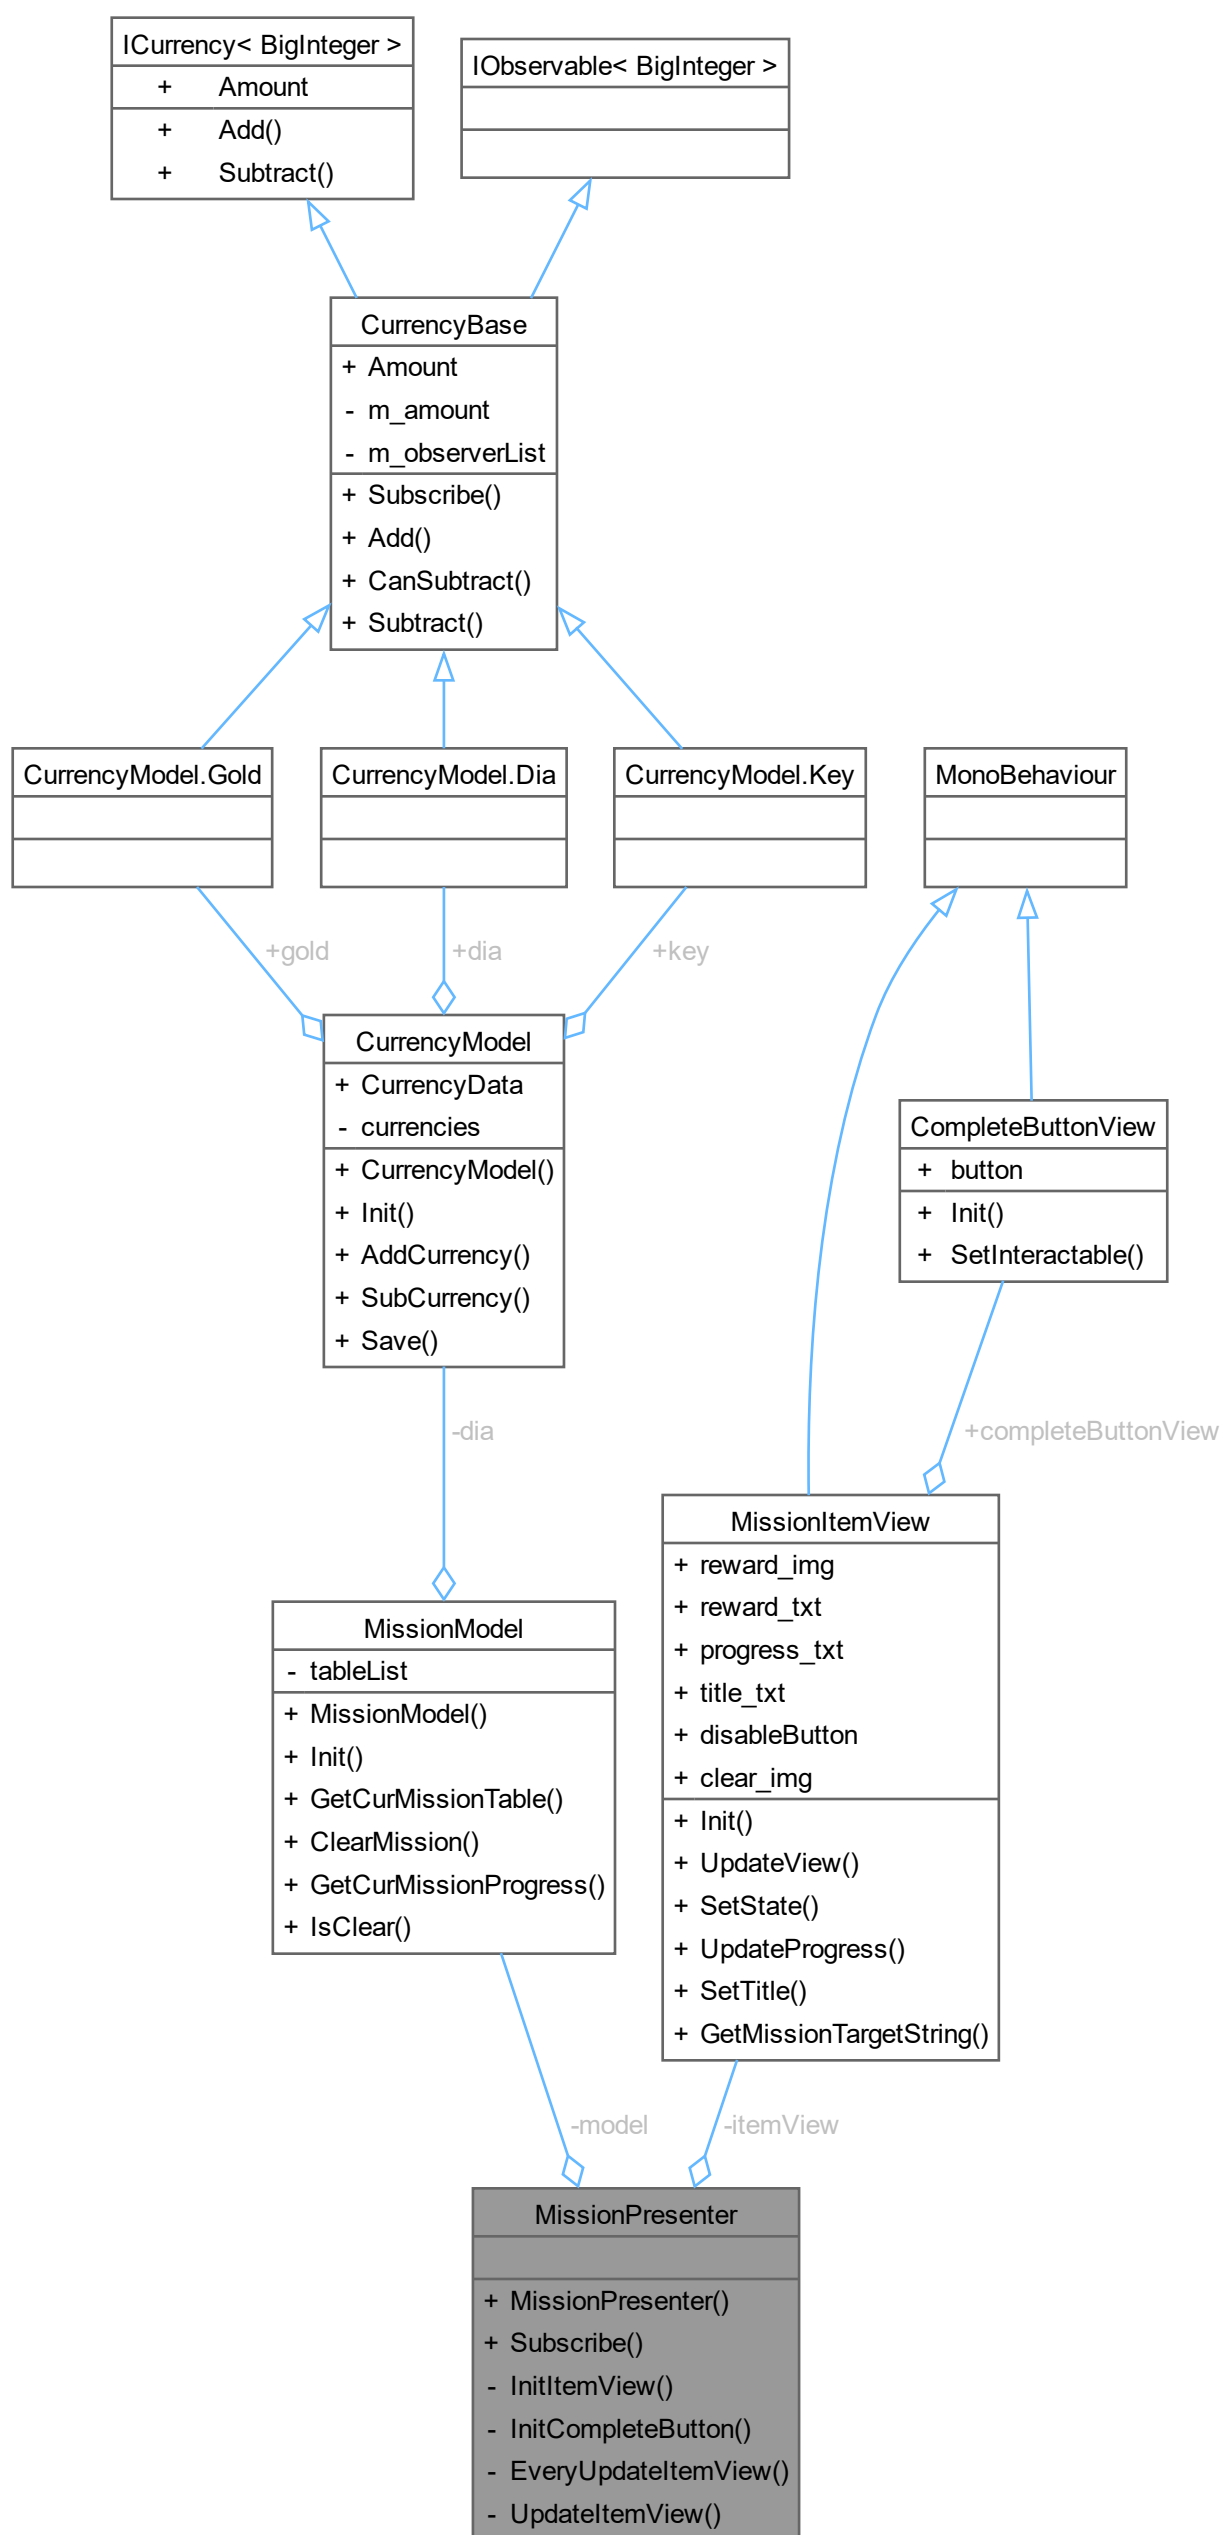 ICurrency< BigInteger >
+ Amount
+ Add()
+ Subtract()
IObservable< BigInteger >
CurrencyBase
+ Amount
- m_amount
- m_observerList
+ Subscribe()
+ Add()
+ CanSubtract()
+ Subtract()
CurrencyModel.Gold
CurrencyModel.Dia
CurrencyModel.Key
MonoBehaviour
+gold
+dia
+key
CurrencyModel
+ CurrencyData
- currencies
+ CurrencyModel()
+ Init()
+ AddCurrency()
+ SubCurrency()
+ Save()
CompleteButtonView
+ button
+ Init()
+ SetInteractable()
-dia
+completeButtonView
MissionModel
- tableList
+ MissionModel()
+ Init()
+ GetCurMissionTable()
+ ClearMission()
+ GetCurMissionProgress()
+ IsClear()
MissionItemView
+ reward_img
+ reward_txt
+ progress_txt
+ title_txt
+ disableButton
+ clear_img
+ Init()
+ UpdateView()
+ SetState()
+ UpdateProgress()
+ SetTitle()
+ GetMissionTargetString()
-model
-itemView
MissionPresenter
+ MissionPresenter()
+ Subscribe()
- InitItemView()
- InitCompleteButton()
- EveryUpdateItemView()
- UpdateItemView()